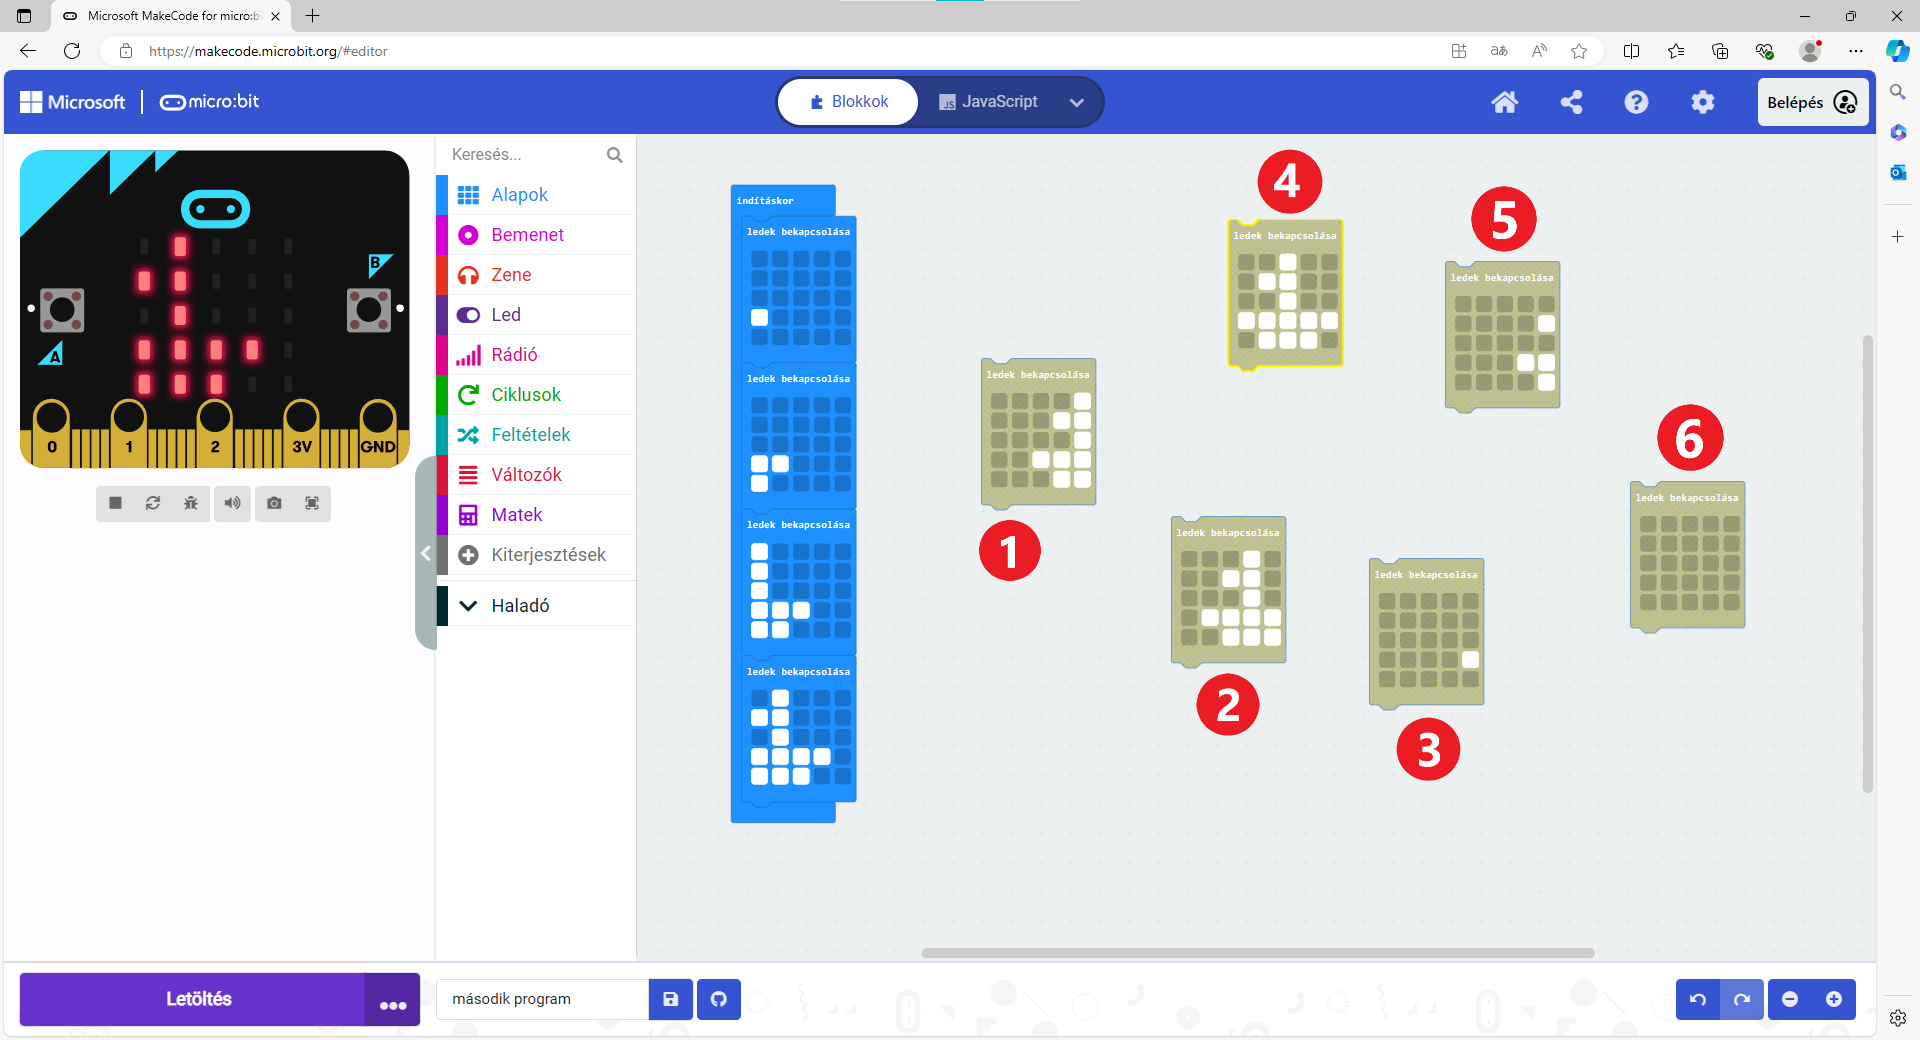 Microsoft MakeCode for micro:bi
https://makecode.microbit.org/#editor
Microsoft
micro:bit
Blokkok
JS JavaScript
Belépés
Keresés...
Alapok
Bemenet
Zene
Led
Rádió
Ciklusok
Feltételek
Változók
Matek
Kiterjesztések
Haladó
B
A
0
1
2
3V
GND
indításkor
ledek bekapcsolása
ledek bekapcsolása
ledek bekapcsolása
ledek bekapcsolása
ledek bekapcsolása
1
ledek bekapcsolása
2
ledek bekapcsolása
3
4
ledek bekapcsolása
5
ledek bekapcsolása
6
ledek bekapcsolása
Letöltés
második program